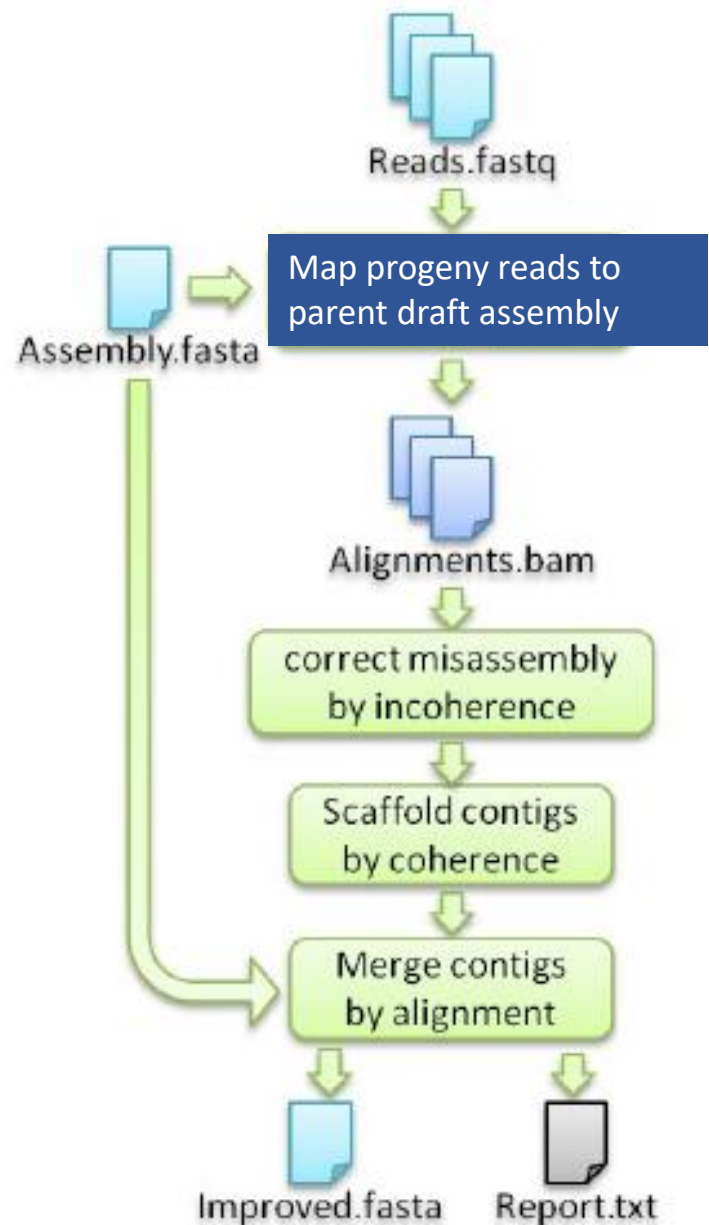 Reads.fastq
Map progeny reads to
parent draft assembly
Assembly.fasta
Alignments.bam
correct misassembly
by incoherence
Scaffold contigs
by coherence
Merge contigs
by alignment
Improved.fasta
Report.txt